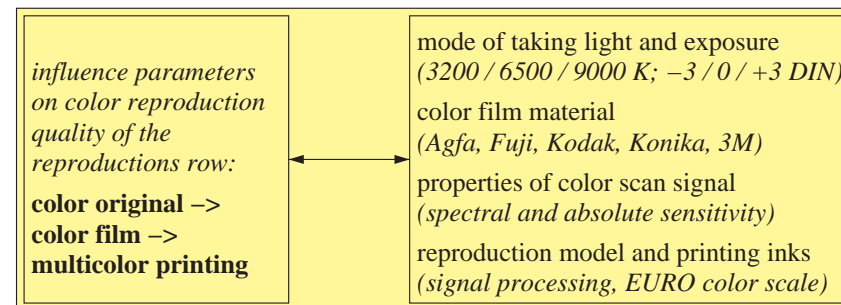 influence parameters
on color reproduction
quality of the
reproductions row:
color original –>
color film –>
multicolor printing
mode of taking light and exposure
(3200 / 6500 / 9000 K; –3 / 0 / +3 DIN)
color film material
(Agfa, Fuji, Kodak, Konika, 3M)
properties of color scan signal
(spectral and absolute sensitivity)
reproduction model and printing inks
(signal processing, EURO color scale)